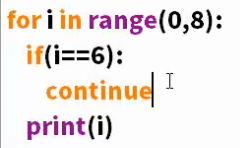 for i in range(0,8):
if(i==6):
continue
print(i)